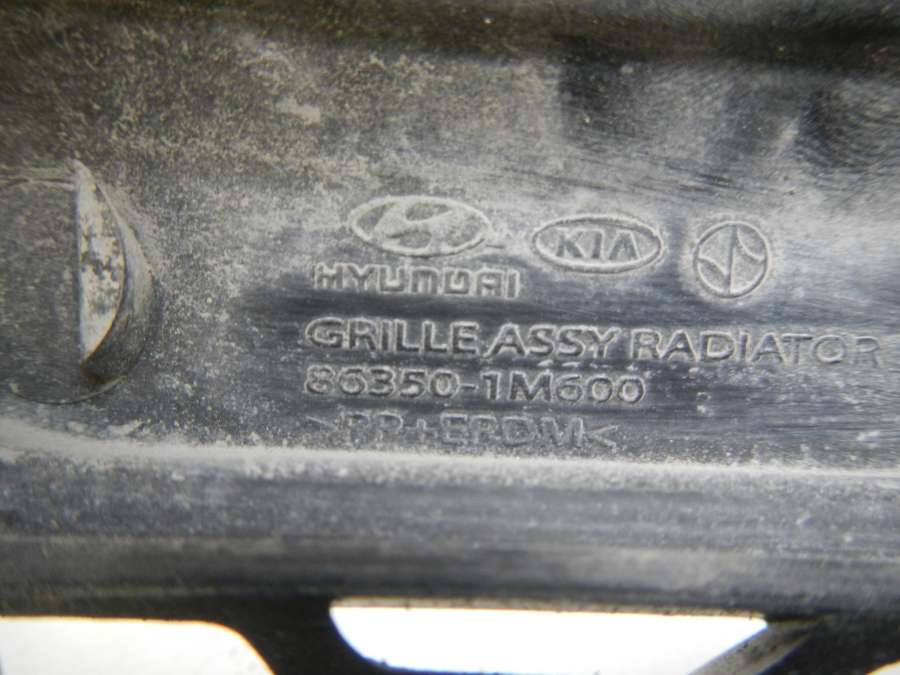 KIA
HYUNDAI
GRILLE ASSY RADIATOR
86350-1M600
>PP+EPDM<